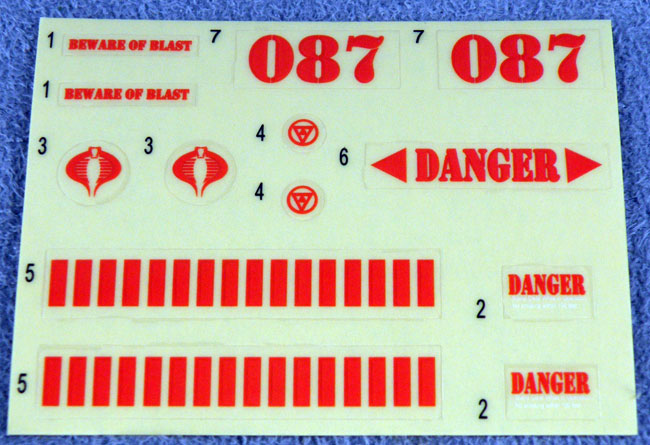 1 BEWARE OF BLAST 7 087 7 087
1 BEWARE OF BLAST
3 3 4 6 DANGER
4
5 2 DANGER
5 2 DANGER